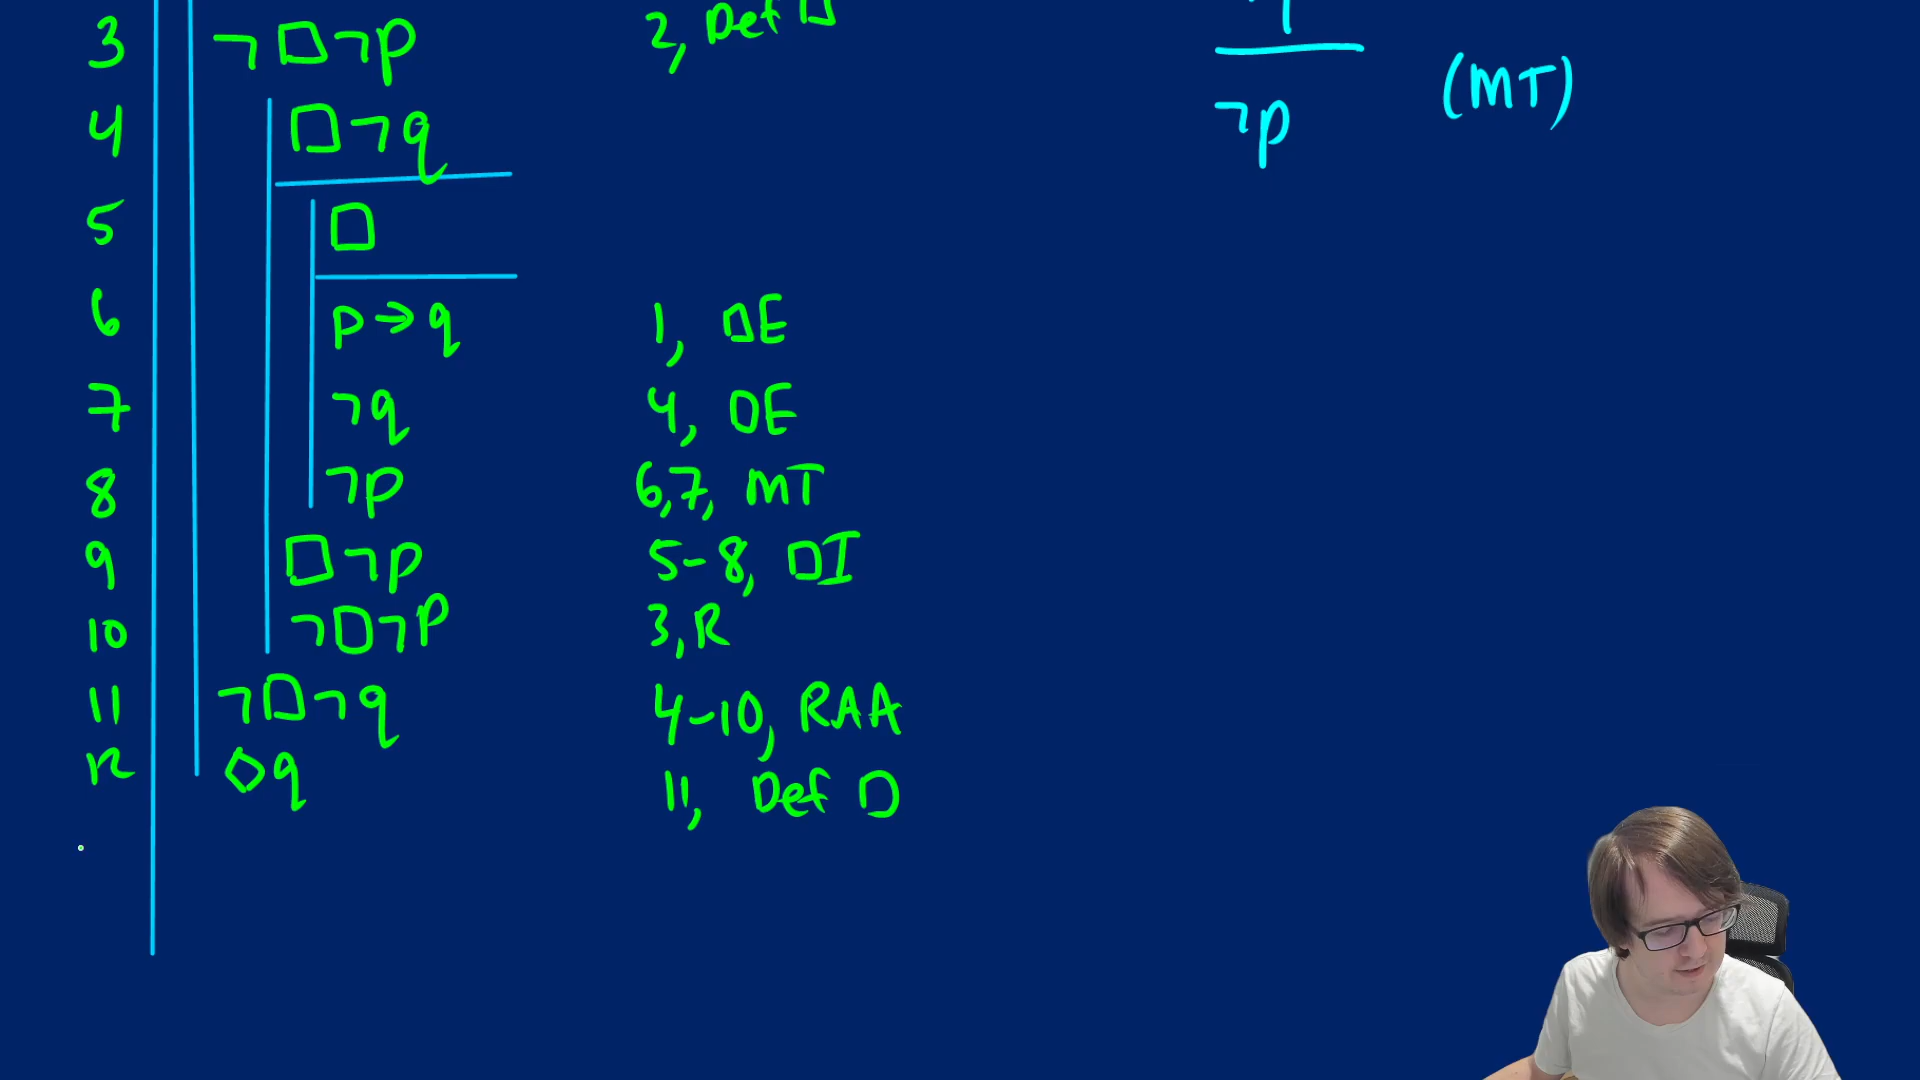 3 ¬□¬p 2, Def □
4 □¬q
5 □
6 p→q 1, □E
7 ¬q 4, □E
8 ¬p 6,7, MT
9 □¬p 5-8, □I
10 ¬□¬p 3, R
11 ¬□¬q 4-10, RAA
12 ◇q 11, Def □
¬p (MT)